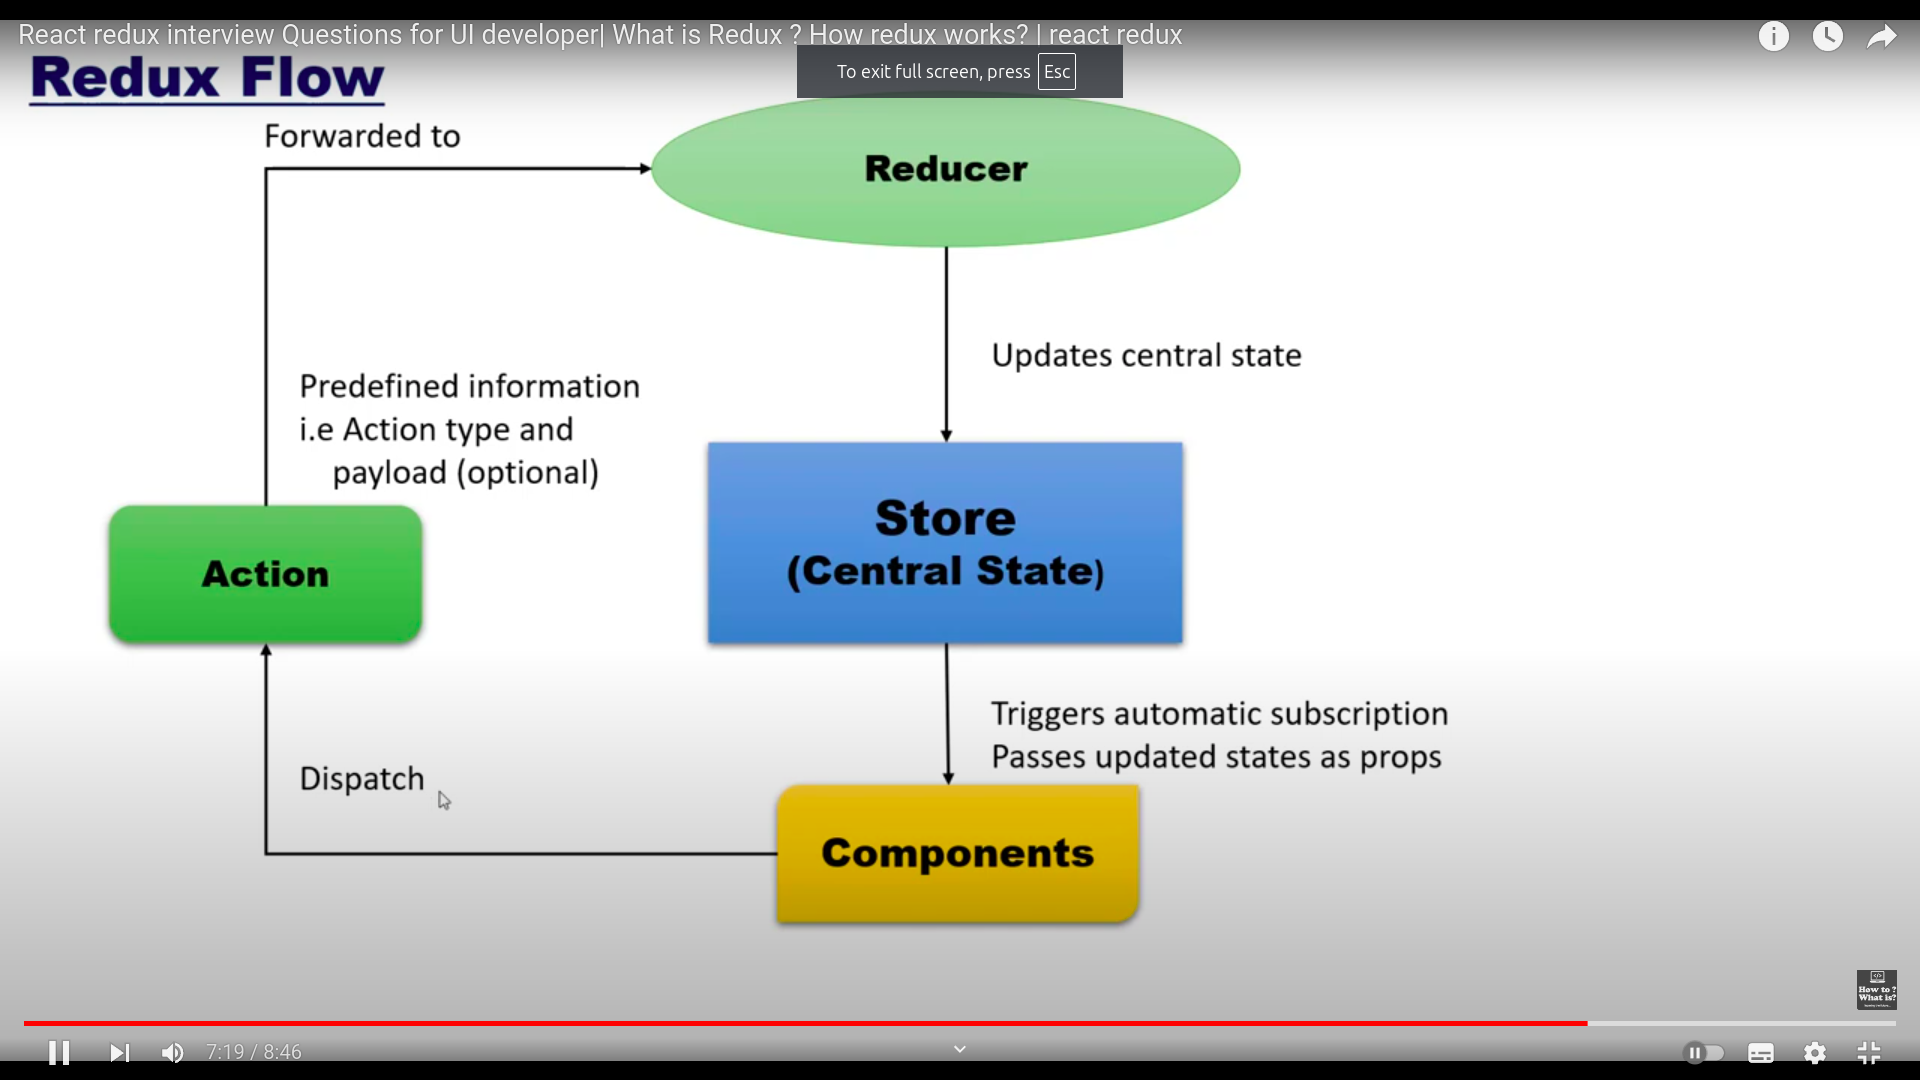 React redux interview Questions for UI developer| What is Redux ? How redux works? | react redux
To exit full screen, press Esc
Redux Flow
Forwarded to
Reducer
Updates central state
Predefined information
i.e Action type and
payload (optional)
Action
Store
(Central State)
Triggers automatic subscription
Passes updated states as props
Dispatch
Components
How to ?
What is?
7:19 / 8:46